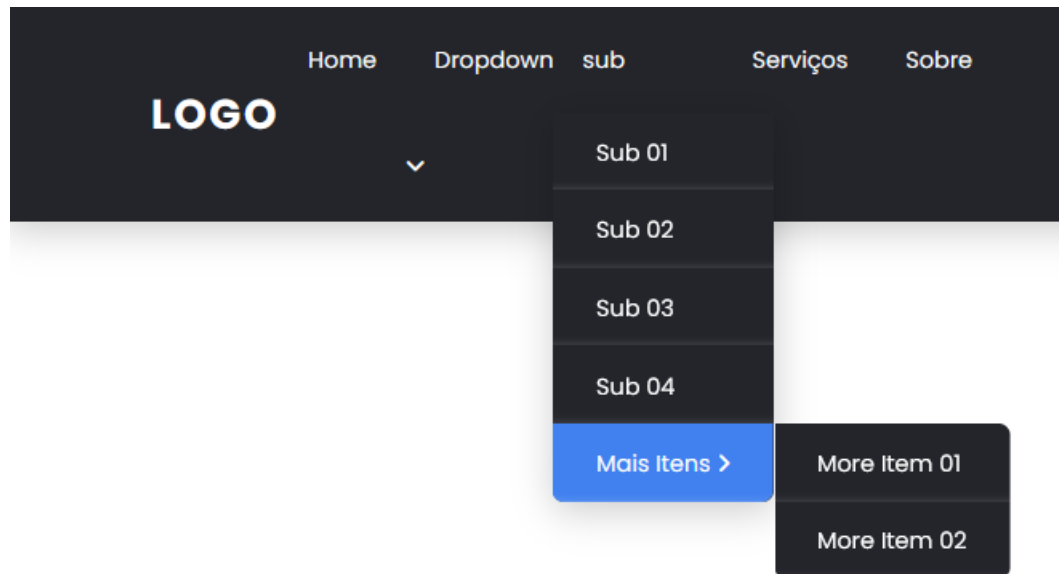 Home Dropdown sub Serviços Sobre
LOGO
Sub 01
Sub 02
Sub 03
Sub 04
Mais Itens More Item 01
More Item 02